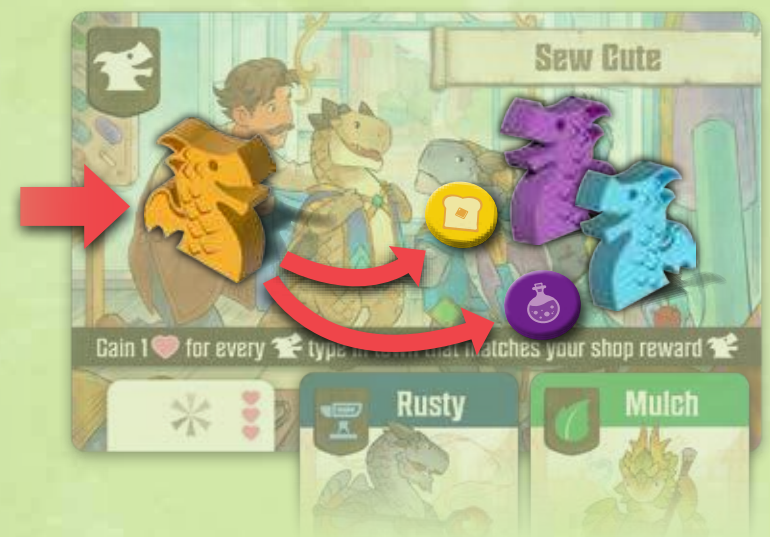 Sew Cute
Gain 1 for every type in town that matches your shop reward
Rusty
Mulch